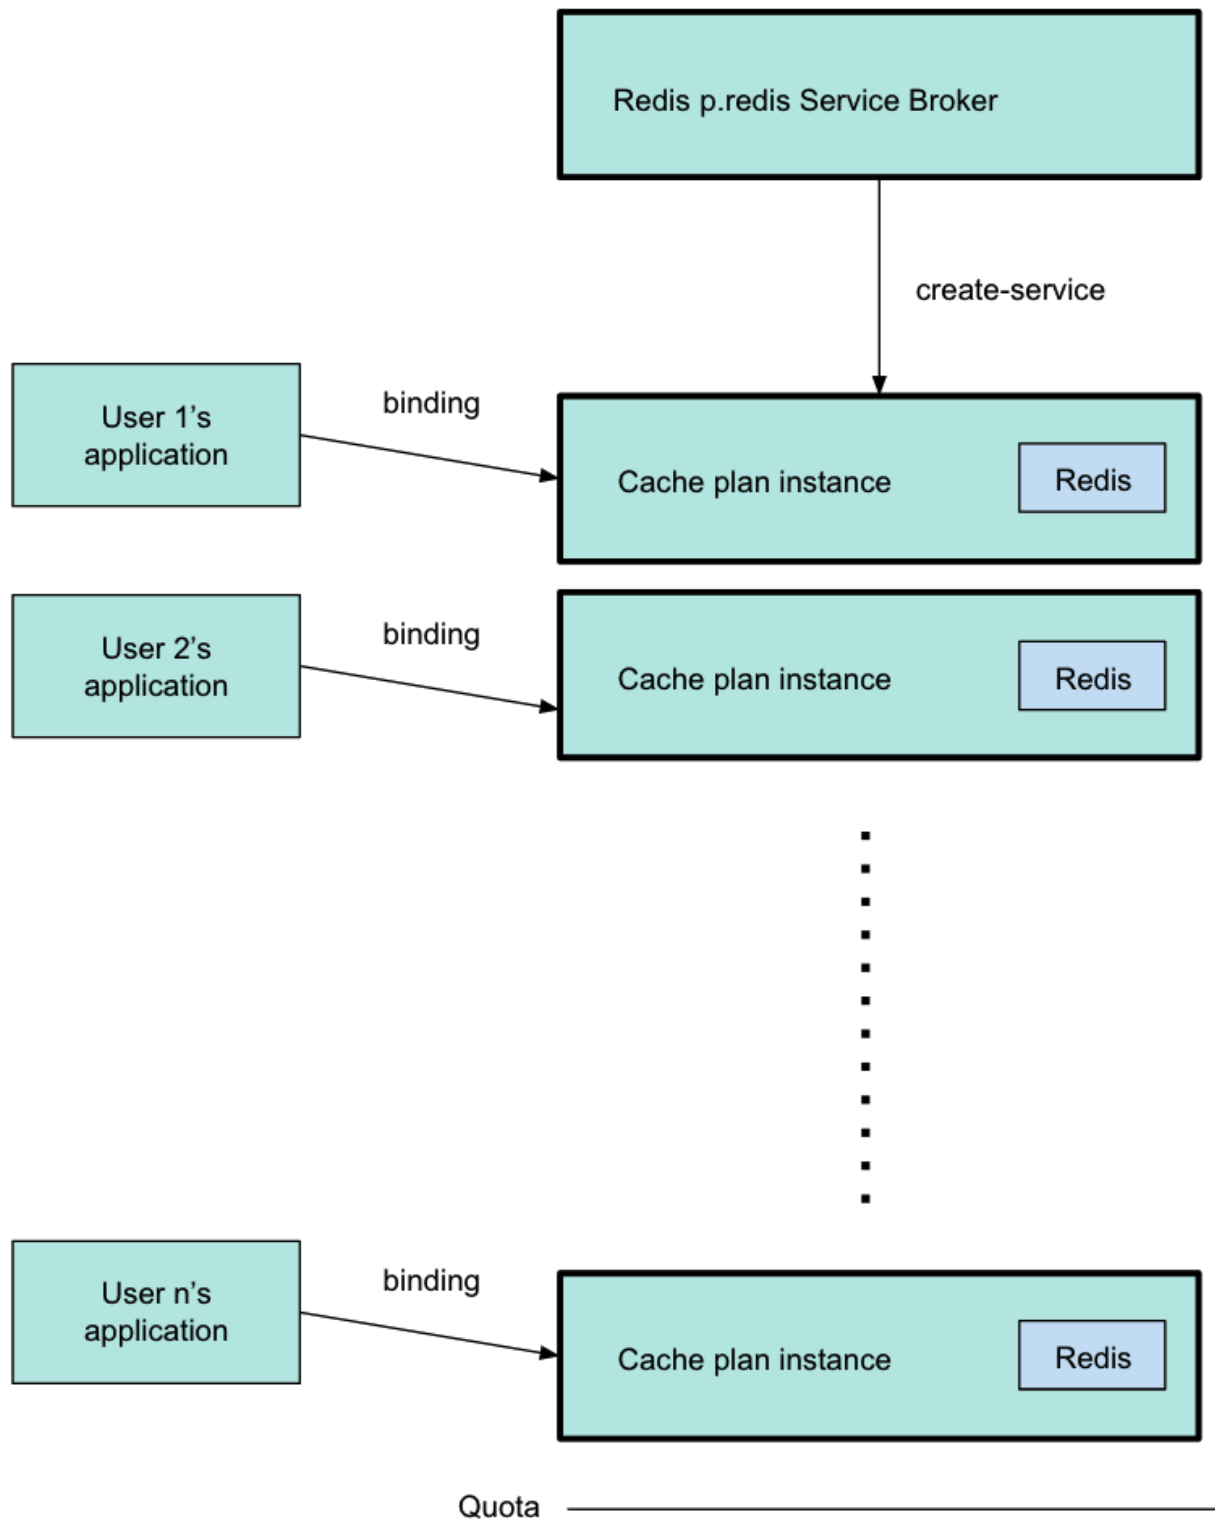 Redis p.redis Service Broker
create-service
User 1’s
application
binding
Cache plan instance
Redis
User 2’s
application
binding
Cache plan instance
Redis
User n’s
application
binding
Cache plan instance
Redis
Quota